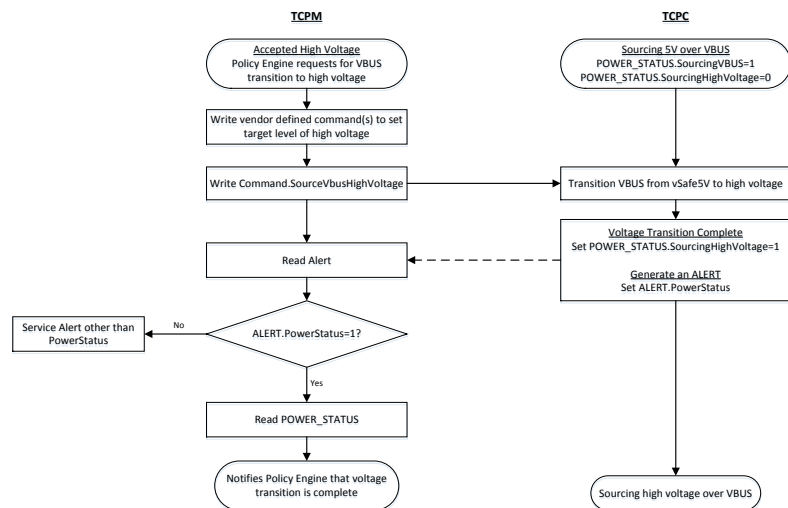 TCPM
TCPC
Accepted High Voltage
Policy Engine requests for VBUS
transition to high voltage
Sourcing 5V over VBUS
POWER_STATUS.SourcingVBUS=1
POWER_STATUS.SourcingHighVoltage=0
Write vendor defined command(s) to set
target level of high voltage
Write Command.SourceVbusHighVoltage
Transition VBUS from vSafe5V to high voltage
Voltage Transition Complete
Set POWER_STATUS.SourcingHighVoltage=1
Generate an ALERT
Set ALERT.PowerStatus
Read Alert
ALERT.PowerStatus=1?
No
Service Alert other than
PowerStatus
Yes
Read POWER_STATUS
Notifies Policy Engine that voltage
transition is complete
Sourcing high voltage over VBUS